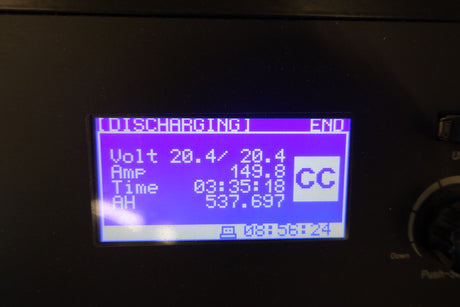 [DISCHARGING] END
Volt 20.4/ 20.4
Amp 149.8
Time 03:35:18
AH 537.697
CC
08:56:24
Down